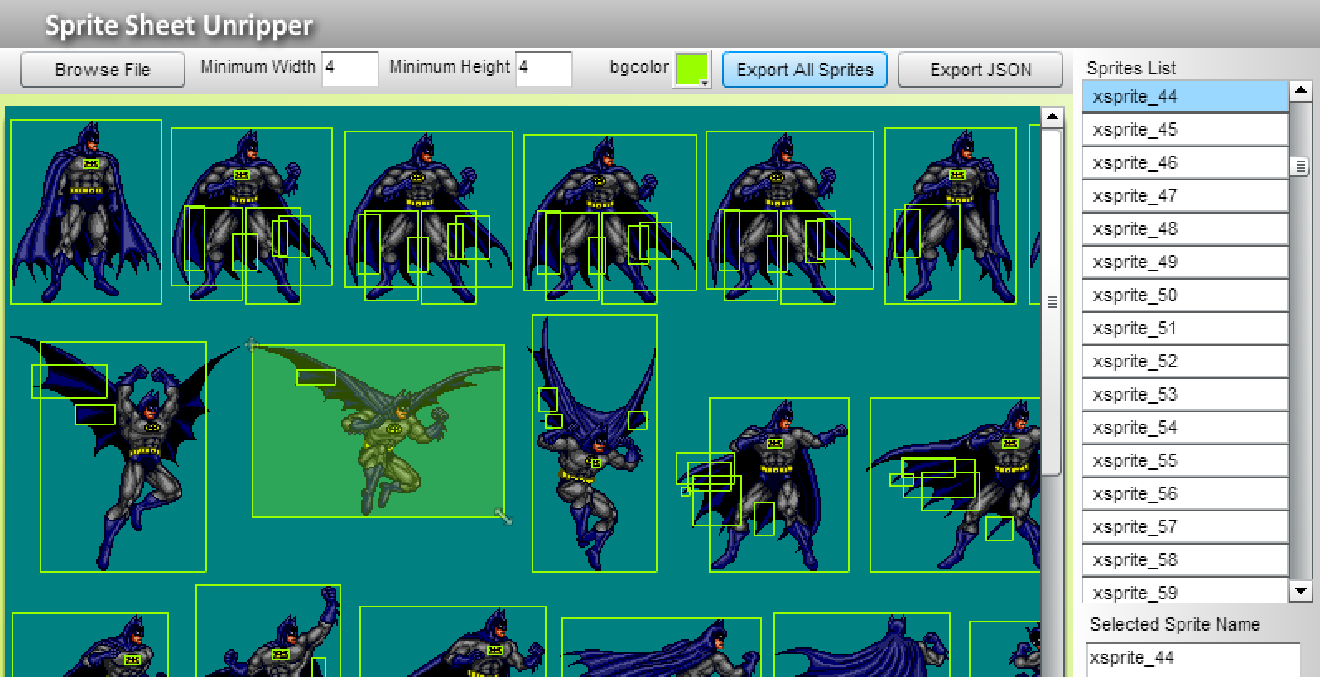 Sprite Sheet Unripper
Browse File Minimum Width 4 Minimum Height 4 bgcolor Export All Sprites Export JSON
Sprites List
xsprite_44
xsprite_45
xsprite_46
xsprite_47
xsprite_48
xsprite_49
xsprite_50
xsprite_51
xsprite_52
xsprite_53
xsprite_54
xsprite_55
xsprite_56
xsprite_57
xsprite_58
xsprite_59
Selected Sprite Name
xsprite_44